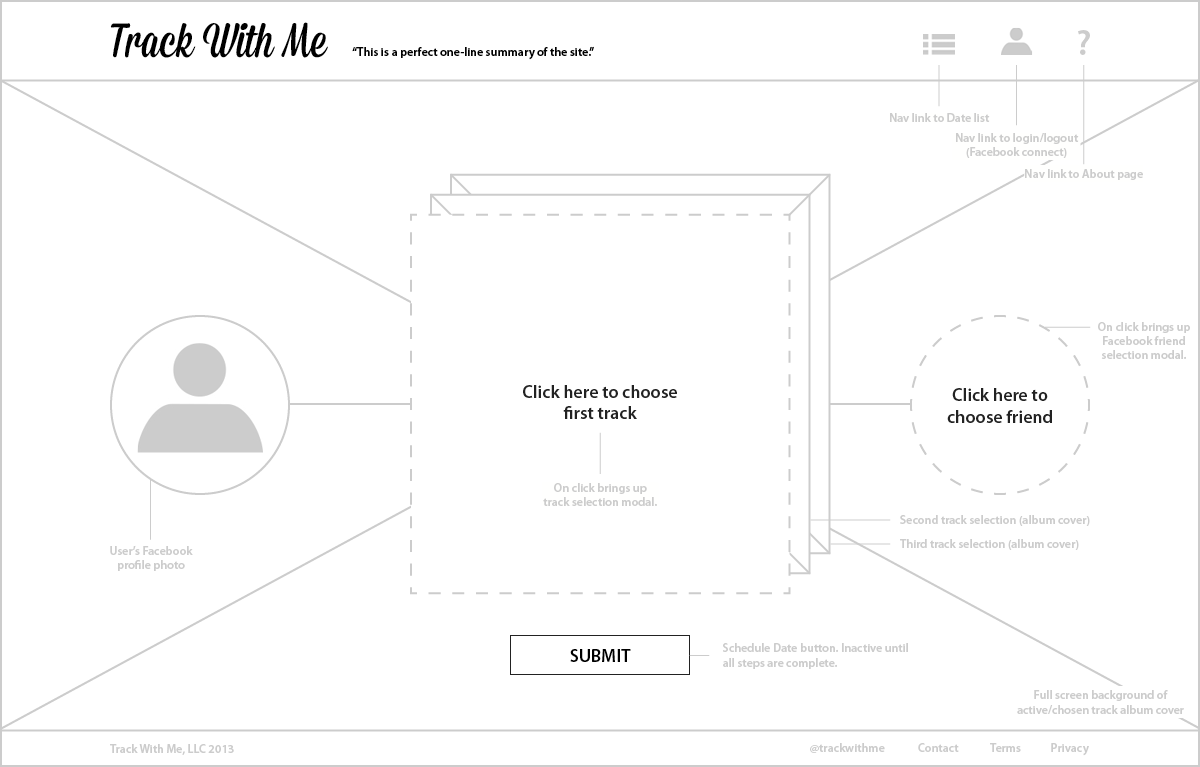 Track With Me
“This is a perfect one-line summary of the site.”
Nav link to Date list
Nav link to login/logout
(Facebook connect)
Nav link to About page
?
On click brings up
Facebook friend
selection modal.
Click here to choose
first track
Click here to
choose friend
On click brings up
track selection modal.
Second track selection (album cover)
Third track selection (album cover)
User’s Facebook
profile photo
SUBMIT
Schedule Date button. Inactive until
all steps are complete.
Full screen background of
active/chosen track album cover
Track With Me, LLC 2013
@trackwithme
Contact
Terms
Privacy